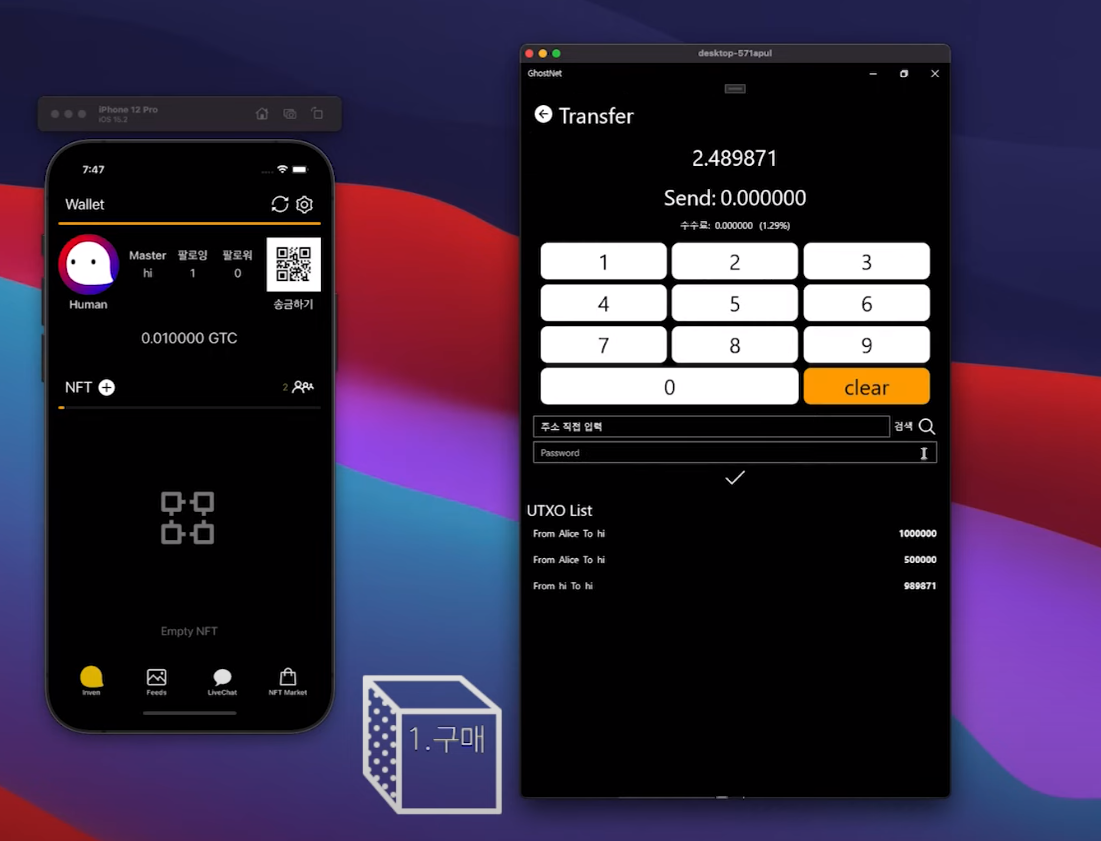 iPhone 12 Pro
iOS 15.2
7:47
Wallet
Master 팔로잉 팔로워
hi 1 0
Human
송금하기
0.010000 GTC
NFT
2
Empty NFT
Inven Feeds LiveChat NFT Market
1.구매
desktop-571apul
GhostNet
Transfer
2.489871
Send: 0.000000
수수료: 0.000000 (1.29%)
1 2 3
4 5 6
7 8 9
0 clear
주소 직접 입력 검색
Password
UTXO List
From Alice To hi 1000000
From Alice To hi 500000
From hi To hi 989871